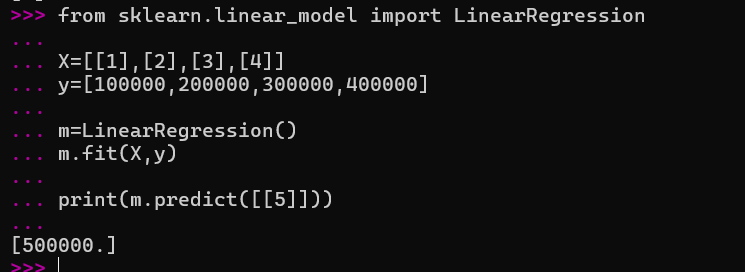 >>> from sklearn.linear_model import LinearRegression
...
... X=[[1],[2],[3],[4]]
... y=[100000,200000,300000,400000]
...
... m=LinearRegression()
... m.fit(X,y)
...
... print(m.predict([[5]]))
...
[500000.]
>>>